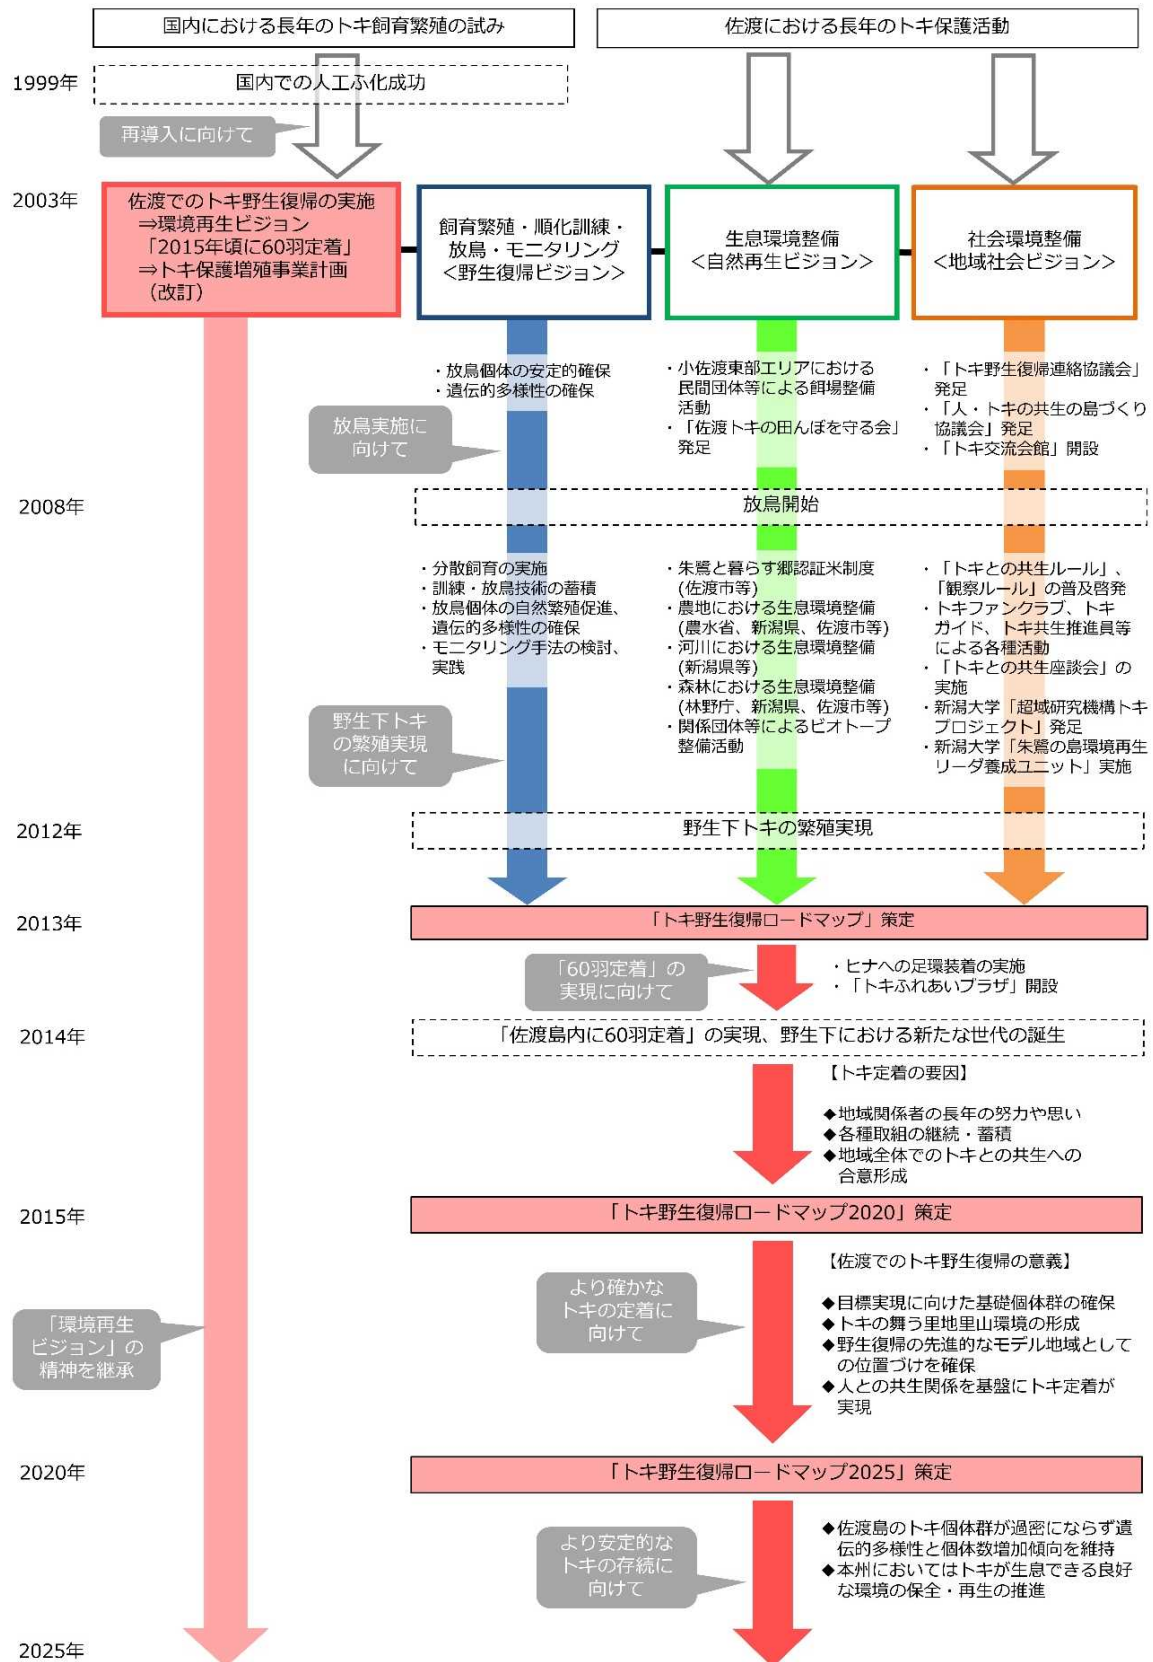 国内における長年のトキ飼育繁殖の試み
佐渡における長年のトキ保護活動
1999年
国内での人工ふ化成功
再導入に向けて
2003年
佐渡でのトキ野生復帰の実施
⇒環境再生ビジョン
「2015年頃に60羽定着」
⇒トキ保護増殖事業計画
（改訂）
飼育繁殖・順化訓練・
放鳥・モニタリング
<野生復帰ビジョン>
生息環境整備
<自然再生ビジョン>
社会環境整備
<地域社会ビジョン>
・放鳥個体の安定的確保
・遺伝的多様性の確保
・小佐渡東部エリアにおける
民間団体等による餌場整備
活動
・「佐渡トキの田んぼを守る会」
発足
・「トキ野生復帰連絡協議会」
発足
・「人・トキの共生の島づくり
協議会」発足
・「トキ交流会館」開設
放鳥実施に
向けて
2008年
放鳥開始
・分散飼育の実施
・訓練・放鳥技術の蓄積
・放鳥個体の自然繁殖促進、
遺伝的多様性の確保
・モニタリング手法の検討、
実践
・朱鷺と暮らす郷認証米制度
(佐渡市等)
・農地における生息環境整備
(農水省、新潟県、佐渡市等)
・河川における生息環境整備
(新潟県等)
・森林における生息環境整備
(林野庁、新潟県、佐渡市等)
・関係団体等によるビオトープ
整備活動
・「トキとの共生ルール」、
「観察ルール」の普及啓発
・トキファンクラブ、トキ
ガイド、トキ共生推進員等
による各種活動
・「トキとの共生座談会」の
実施
・新潟大学「超域研究機構トキ
プロジェクト」発足
・新潟大学「朱鷺の島環境再生
リーダ養成ユニット」実施
野生下トキ
の繁殖実現
に向けて
2012年
野生下トキの繁殖実現
2013年
「トキ野生復帰ロードマップ」策定
「60羽定着」の
実現に向けて
・ヒナへの足環装着の実施
・「トキふれあいプラザ」開設
2014年
「佐渡島内に60羽定着」の実現、野生下における新たな世代の誕生
【トキ定着の要因】
◆地域関係者の長年の努力や思い
◆各種取組の継続・蓄積
◆地域全体でのトキとの共生への
合意形成
2015年
「トキ野生復帰ロードマップ2020」策定
【佐渡でのトキ野生復帰の意義】
より確かな
トキの定着に
向けて
◆目標実現に向けた基礎個体群の確保
◆トキの舞う里地里山環境の形成
◆野生復帰の先進的なモデル地域として
の位置づけを確保
◆人との共生関係を基盤にトキ定着が
実現
「環境再生
ビジョン」の
精神を継承
2020年
「トキ野生復帰ロードマップ2025」策定
より安定的な
トキの存続に
向けて
◆佐渡島のトキ個体群が過密にならず遺
伝的多様性と個体数増加傾向を維持
◆本州においてはトキが生息できる良好
な環境の保全・再生の推進
2025年